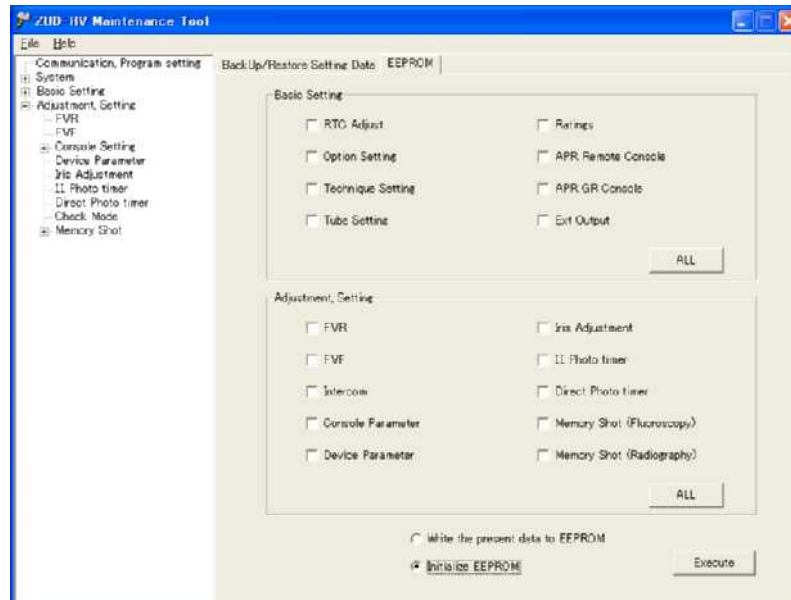 ZUD-HV Maintenance Tool
File Help
Communication, Program setting
System
Basic Setting
Adjustment, Setting
FVR
FVF
Console Setting
Device Parameter
Iris Adjustment
II Photo timer
Direct Photo timer
Check Mode
Memory Shot
BackUp/Restore Setting Data EEPROM
Basic Setting
RTC Adjust
Ratings
Option Setting
APR Remote Console
Technique Setting
APR GR Console
Tube Setting
Ext Output
ALL
Adjustment, Setting
FVR
Iris Adjustment
FVF
II Photo timer
Intercom
Direct Photo timer
Console Parameter
Memory Shot (Fluoroscopy)
Device Parameter
Memory Shot (Radiography)
ALL
Write the present data to EEPROM
Initialize EEPROM
Execute